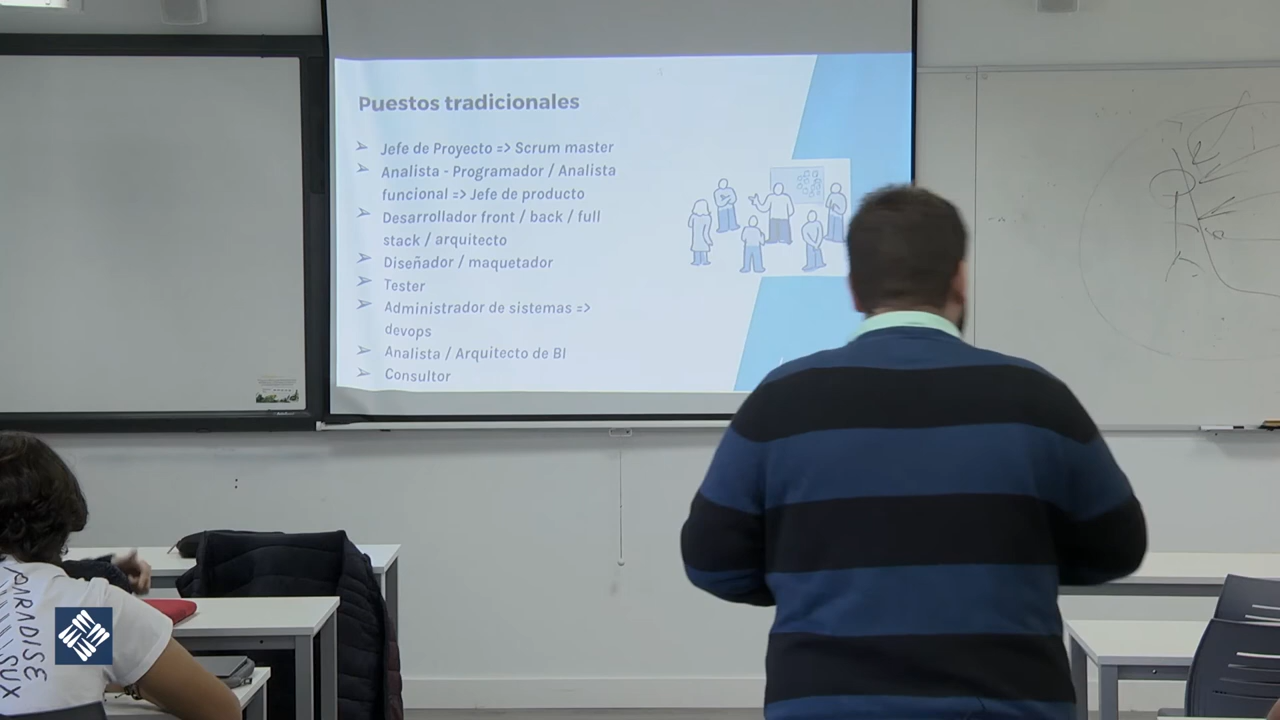 Puestos tradicionales
Jefe de Proyecto => Scrum master
Analista - Programador / Analista
funcional => Jefe de producto
Desarrollador front / back / full
stack / arquitecto
Diseñador / maquetador
Tester
Administrador de sistemas =>
devops
Analista / Arquitecto de BI
Consultor
PARADISE